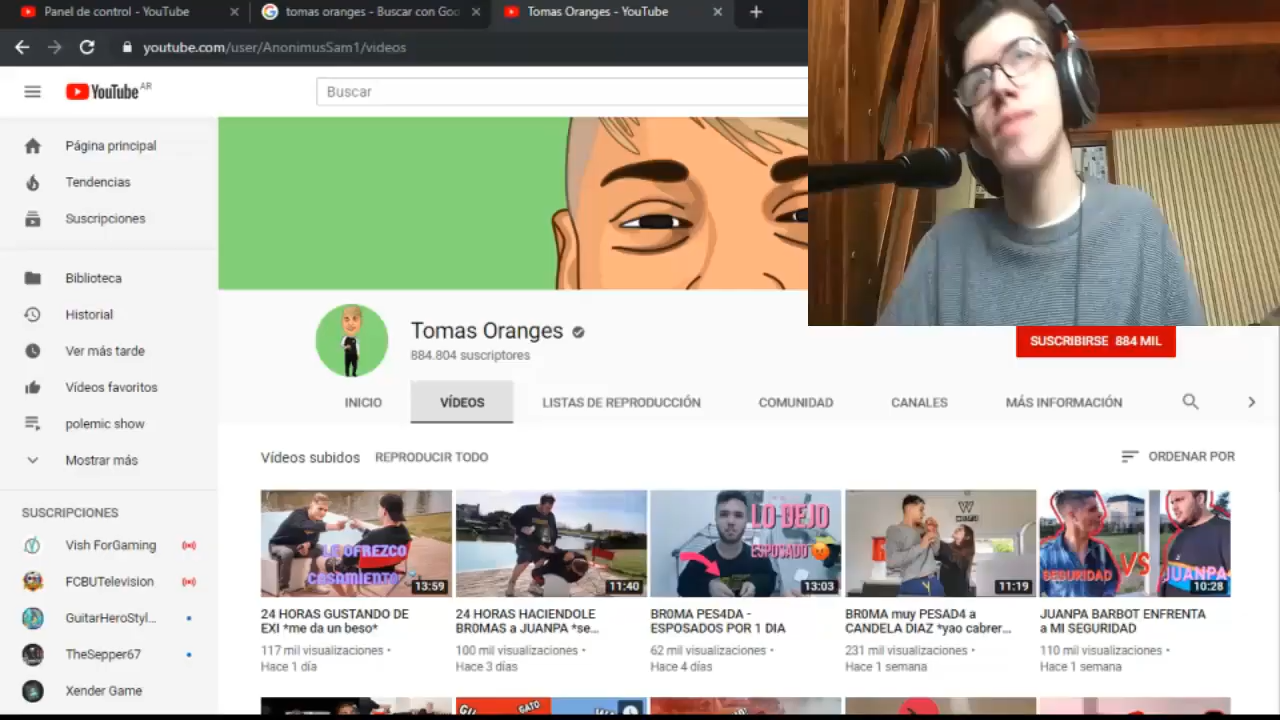 Panel de control - YouTube
tomas oranges - Buscar con Goo
Tomas Oranges - YouTube
youtube.com/user/AnonimusSam1/videos
YouTube AR
Buscar
Página principal
Tendencias
Suscripciones
Biblioteca
Historial
Ver más tarde
Vídeos favoritos
polemic show
Mostrar más
SUSCRIPCIONES
Vish ForGaming
FCBUTelevision
GuitarHeroStyl...
TheSepper67
Xender Game
Tomas Oranges
884.804 suscriptores
SUSCRIBIRSE 884 MIL
INICIO
VÍDEOS
LISTAS DE REPRODUCCIÓN
COMUNIDAD
CANALES
MÁS INFORMACIÓN
Vídeos subidos
REPRODUCIR TODO
ORDENAR POR
LE OFREZCO
CASAMIENTO
13:59
24 HORAS GUSTANDO DE
EXI *me da un beso*
117 mil visualizaciones •
Hace 1 día
11:40
24 HORAS HACIENDOLE
BROMAS a JUANPA *se...
100 mil visualizaciones •
Hace 3 días
LO DEJO
ESPOSADO
13:03
BR0MA PES4DA -
ESPOSADOS POR 1 DIA
62 mil visualizaciones •
Hace 4 días
11:19
BR0MA muy PESAD4 a
CANDELA DIAZ *yao cabrer...
231 mil visualizaciones •
Hace 1 semana
VS
SEGURIDAD
JUANPA
10:28
JUANPA BARBOT ENFRENTA
a MI SEGURIDAD
110 mil visualizaciones •
Hace 1 semana
GATO